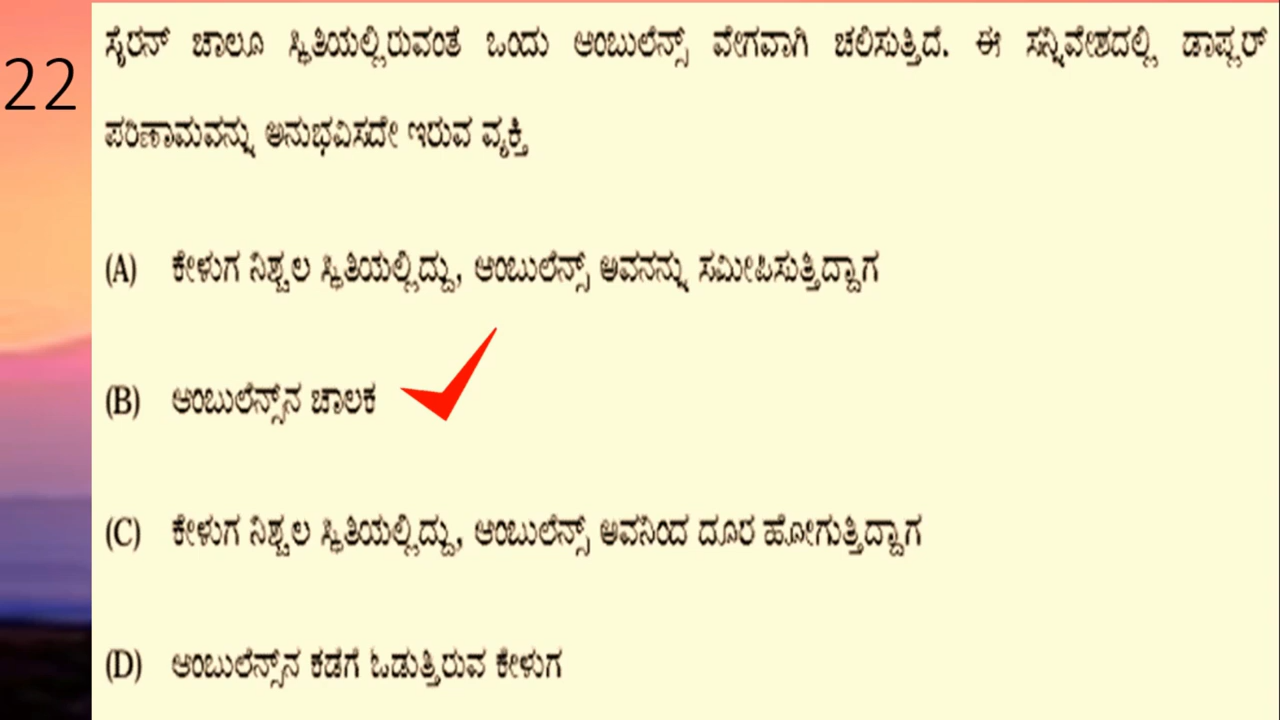 22
ಸೈರನ್ ಚಾಲೂ ಸ್ಥಿತಿಯಲ್ಲಿರುವಂತೆ ಒಂದು ಆಂಬುಲೆನ್ಸ್ ವೇಗವಾಗಿ ಚಲಿಸುತ್ತಿದೆ. ಈ ಸನ್ನಿವೇಶದಲ್ಲಿ ಡಾಪ್ಲರ್
ಪರಿಣಾಮವನ್ನು ಅನುಭವಿಸದೇ ಇರುವ ವ್ಯಕ್ತಿ
(A) ಕೇಳುಗ ನಿಶ್ಚಲ ಸ್ಥಿತಿಯಲ್ಲಿದ್ದು, ಆಂಬುಲೆನ್ಸ್ ಅವನನ್ನು ಸಮೀಪಿಸುತ್ತಿದ್ದಾಗ
(B) ಆಂಬುಲೆನ್ಸ್‌ನ ಚಾಲಕ
(C) ಕೇಳುಗ ನಿಶ್ಚಲ ಸ್ಥಿತಿಯಲ್ಲಿದ್ದು, ಆಂಬುಲೆನ್ಸ್ ಅವನಿಂದ ದೂರ ಹೋಗುತ್ತಿದ್ದಾಗ
(D) ಆಂಬುಲೆನ್ಸ್‌ನ ಕಡೆಗೆ ಓಡುತ್ತಿರುವ ಕೇಳುಗ